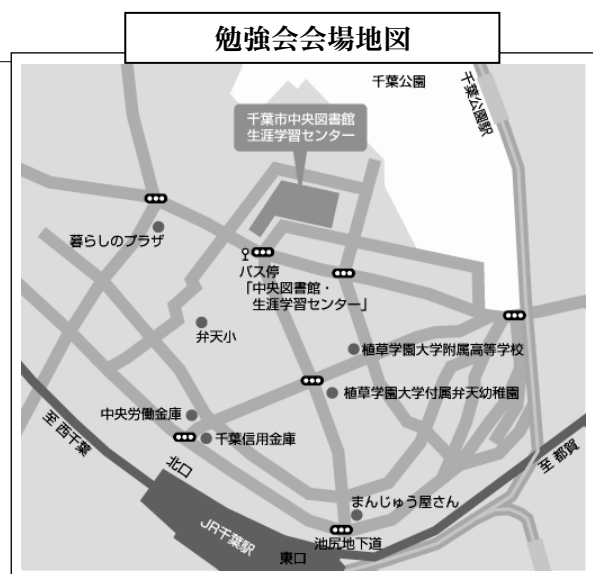 勉強会会場地図
千葉公園
千葉公園駅
千葉市中央図書館
生涯学習センター
暮らしのプラザ
バス停
「中央図書館・
生涯学習センター」
弁天小
植草学園大学附属高等学校
植草学園大学付属弁天幼稚園
中央労働金庫
千葉信用金庫
至 西千葉
北口
至 都賀
まんじゅう屋さん
JR千葉駅
池尻地下道
東口